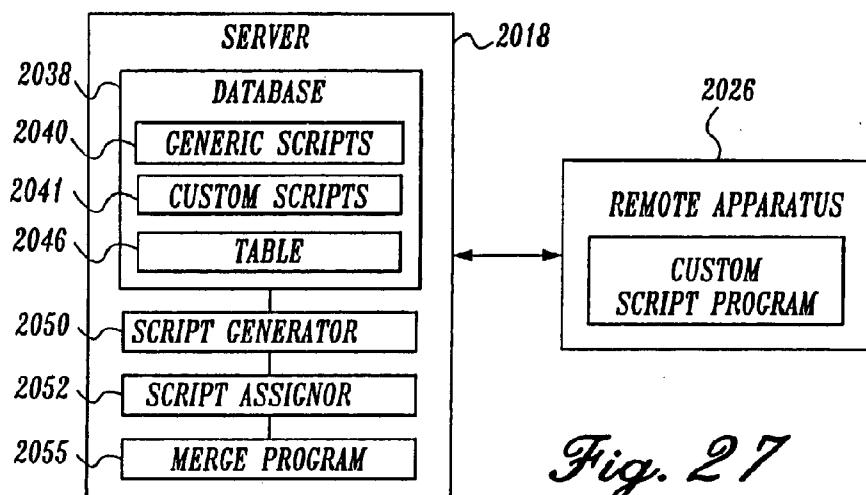 SERVER
2018
2038
DATABASE
2040
GENERIC SCRIPTS
2041
CUSTOM SCRIPTS
2046
TABLE
2050
SCRIPT GENERATOR
2052
SCRIPT ASSIGNOR
2055
MERGE PROGRAM
2026
REMOTE APPARATUS
CUSTOM
SCRIPT PROGRAM
Fig. 27